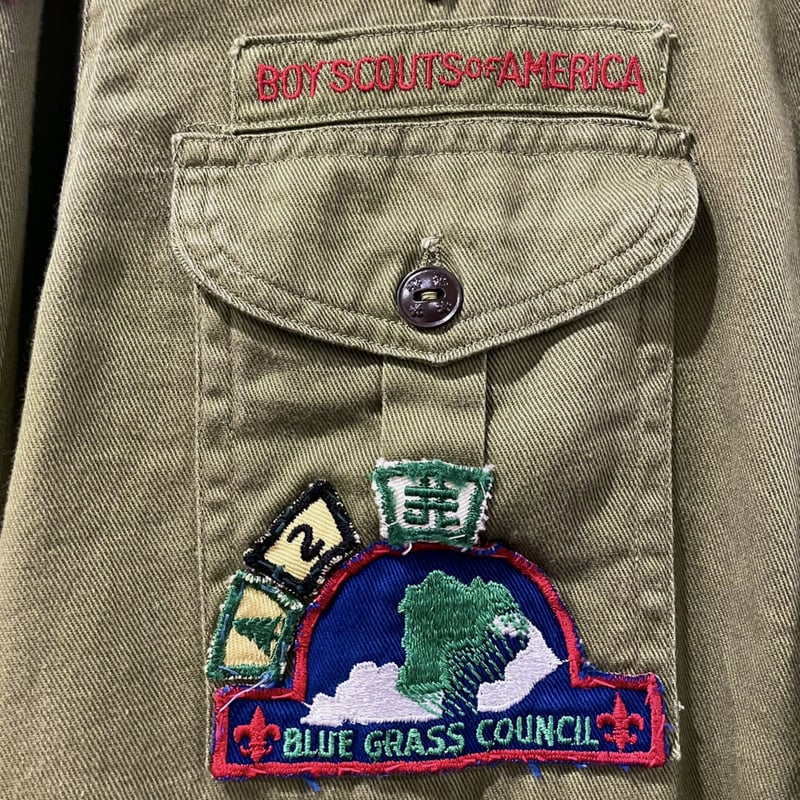 BOY SCOUTS OF AMERICA
2
BLUE GRASS COUNCIL